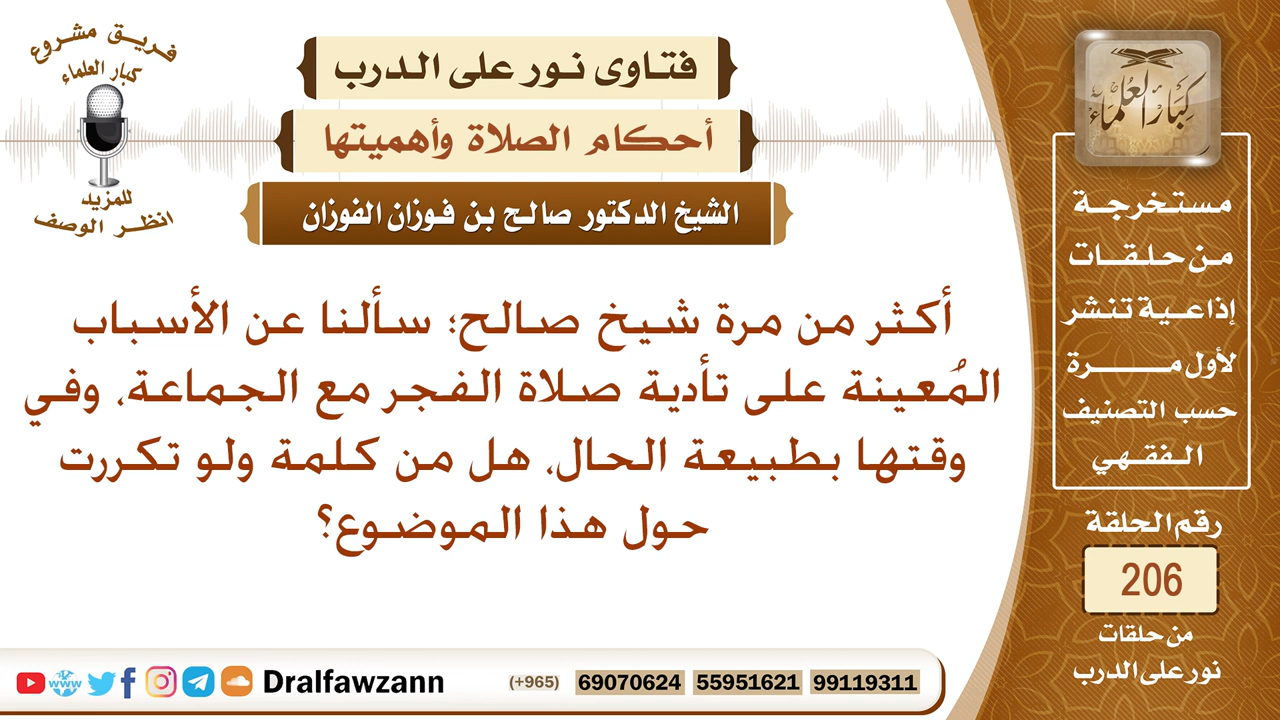 فريق مشروع
كبار العلماء
للمزيد
انظر الوصف
فتاوى نور على الدرب
أحكام الصلاة وأهميتها
الشيخ الدكتور صالح بن فوزان الفوزان
أكثر من مرة شيخ صالح؛ سألنا عن الأسباب
المُعينة على تأدية صلاة الفجر مع الجماعة، وفي
وقتها بطبيعة الحال، هل من كلمة ولو تكررت
حول هذا الموضوع؟
كبار العلماء
مستخرجة
من حلقات
إذاعية تنشر
لأول مرة
حسب التصنيف
الفقهي
رقم الحلقة
206
من حلقات
نور على الدرب
www Dralfawzann (+965) 69070624 55951621 99119311